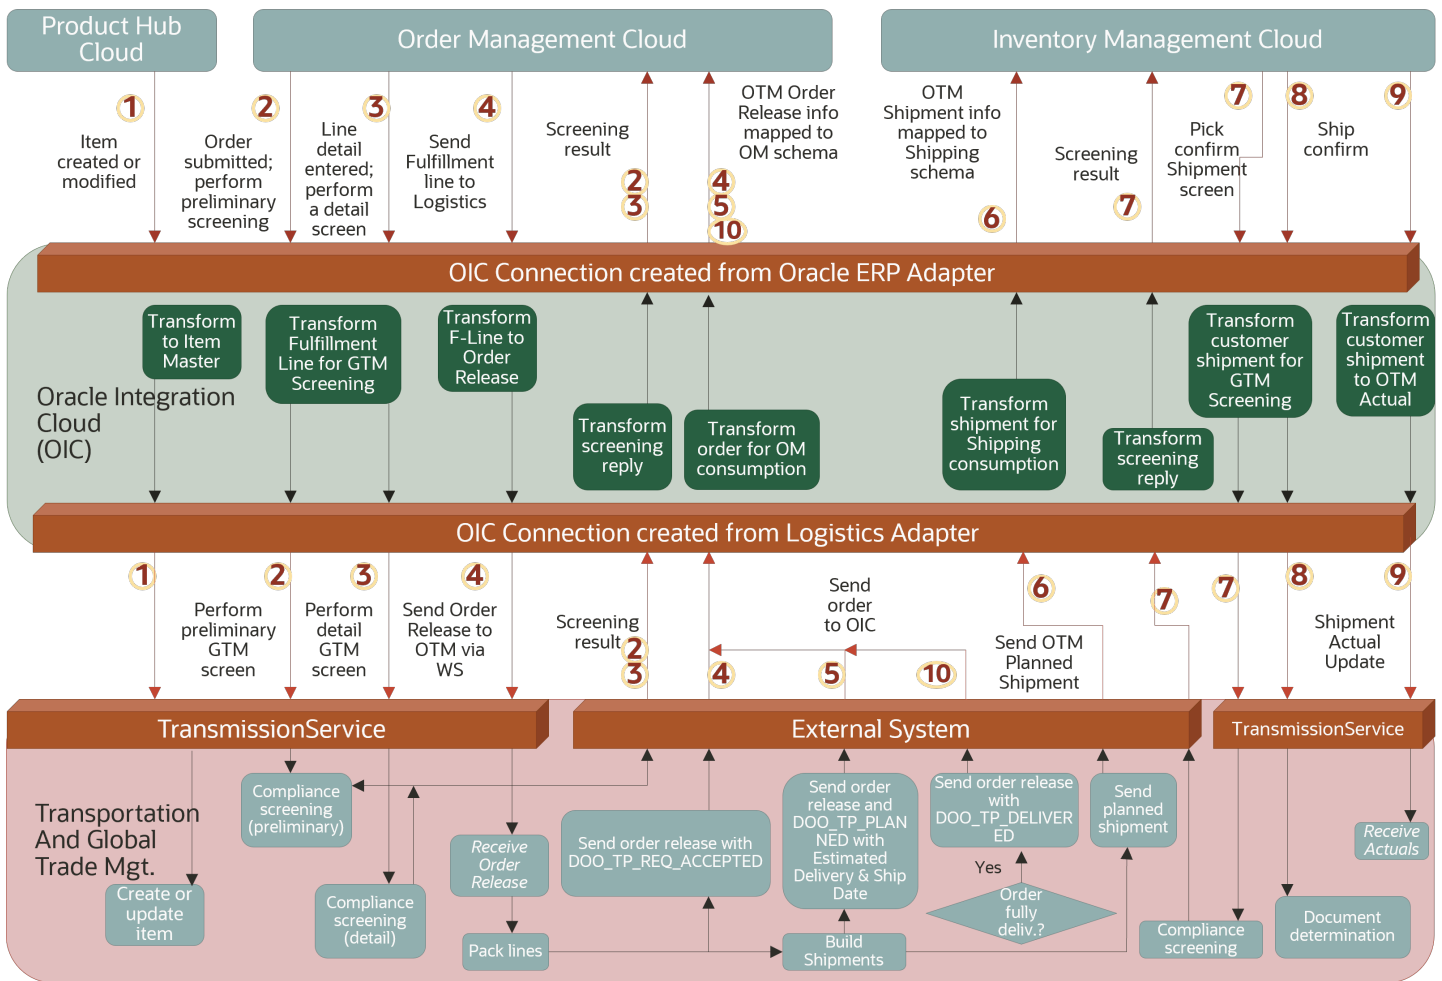 Product Hub
Cloud
Order Management Cloud
Inventory Management Cloud
1
Item
created or
modified
2
Order
submitted;
perform
preliminary
screening
3
Line
detail
entered;
perform
a detail
screen
4
Send
Fulfillment
line to
Logistics
Screening
result
2
3
OTM Order
Release info
mapped to
OM schema
4
5
10
OTM
Shipment info
mapped to
Shipping
schema
6
Screening
result
7
7
Pick
confirm
Shipment
screen
8
Ship
confirm
9
OIC Connection created from Oracle ERP Adapter
Oracle Integration
Cloud
(OIC)
Transform
to Item
Master
Transform
Fulfillment
Line for GTM
Screening
Transform
F-Line to
Order
Release
Transform
screening
reply
Transform
order for OM
consumption
Transform
shipment for
Shipping
consumption
Transform
screening
reply
Transform
customer
shipment for
GTM
Screening
Transform
customer
shipment
to OTM
Actual
OIC Connection created from Logistics Adapter
1
2
Perform
preliminary
GTM
screen
3
Perform
detail
GTM
screen
4
Send Order
Release to
OTM via
WS
Screening
result
2
3
4
Send
order
to OIC
5
10
6
Send OTM
Planned
Shipment
7
7
8
9
Shipment
Actual
Update
TransmissionService
External System
TransmissionService
Transportation
And Global
Trade Mgt.
Create or
update
item
Compliance
screening
(preliminary)
Compliance
screening
(detail)
Receive
Order
Release
Pack lines
Send order release with
DOO_TP_REQ_ACCEPTED
Send order
release and
DOO_TP_PLAN
NED with
Estimated
Delivery & Ship
Date
Build
Shipments
Send order release
with
DOO_TP_DELIVER
ED
Yes
Order
fully
deliv.?
Send
planned
shipment
Compliance
screening
Document
determination
Receive
Actuals